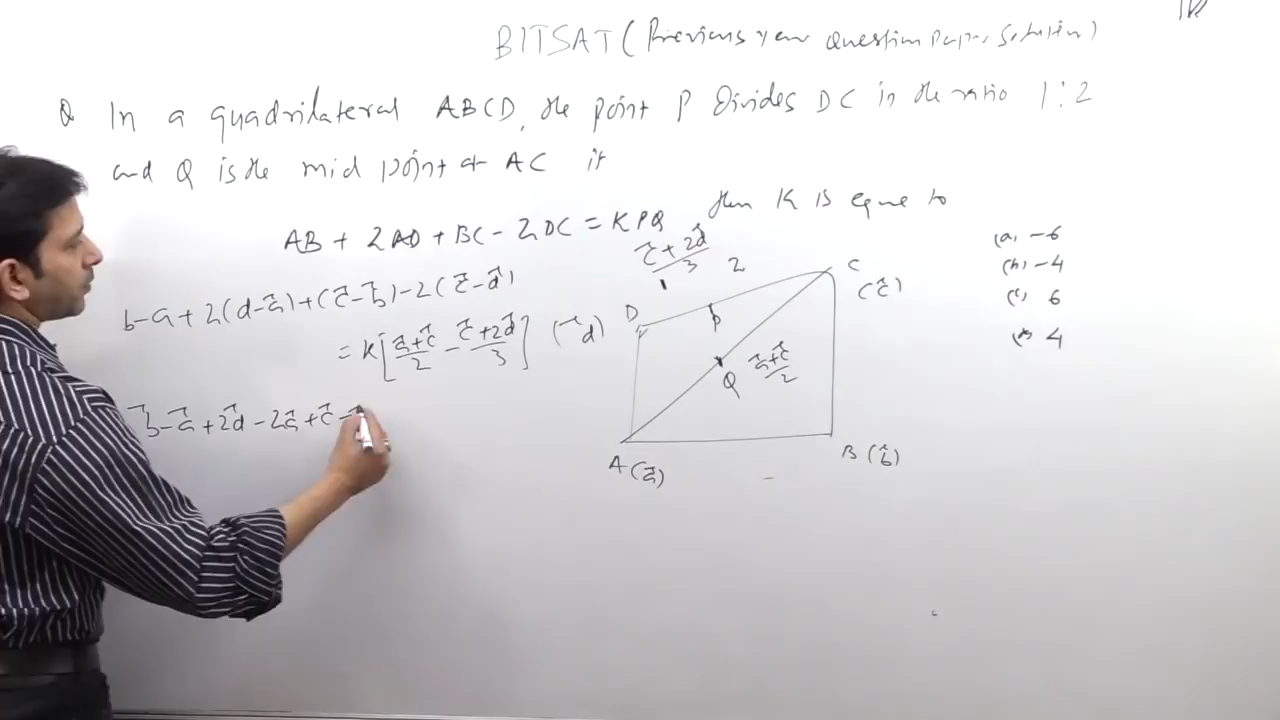 BITSAT (Previous year Question Paper Solution)
Q In a quadrilateral ABCD, the point P Divides DC in the ratio 1:2
and Q is the mid point of AC if
AB + 2AD + BC - 2DC = KPQ then K is equal to
(a) -6
(b) -4
(c) 6
4
b-a+2(d-a⃗)+(c⃗-b⃗)-2(c⃗-d⃗)
= K[(a⃗+c⃗)/2 - (c⃗+2d⃗)/3]
b⃗-a⃗+2d⃗-2a⃗+c⃗-
(c⃗+2d⃗)/3
1 2
C
(c⃗)
D
(d⃗)
P
Q (a⃗+c⃗)/2
A(a⃗)
B(b⃗)